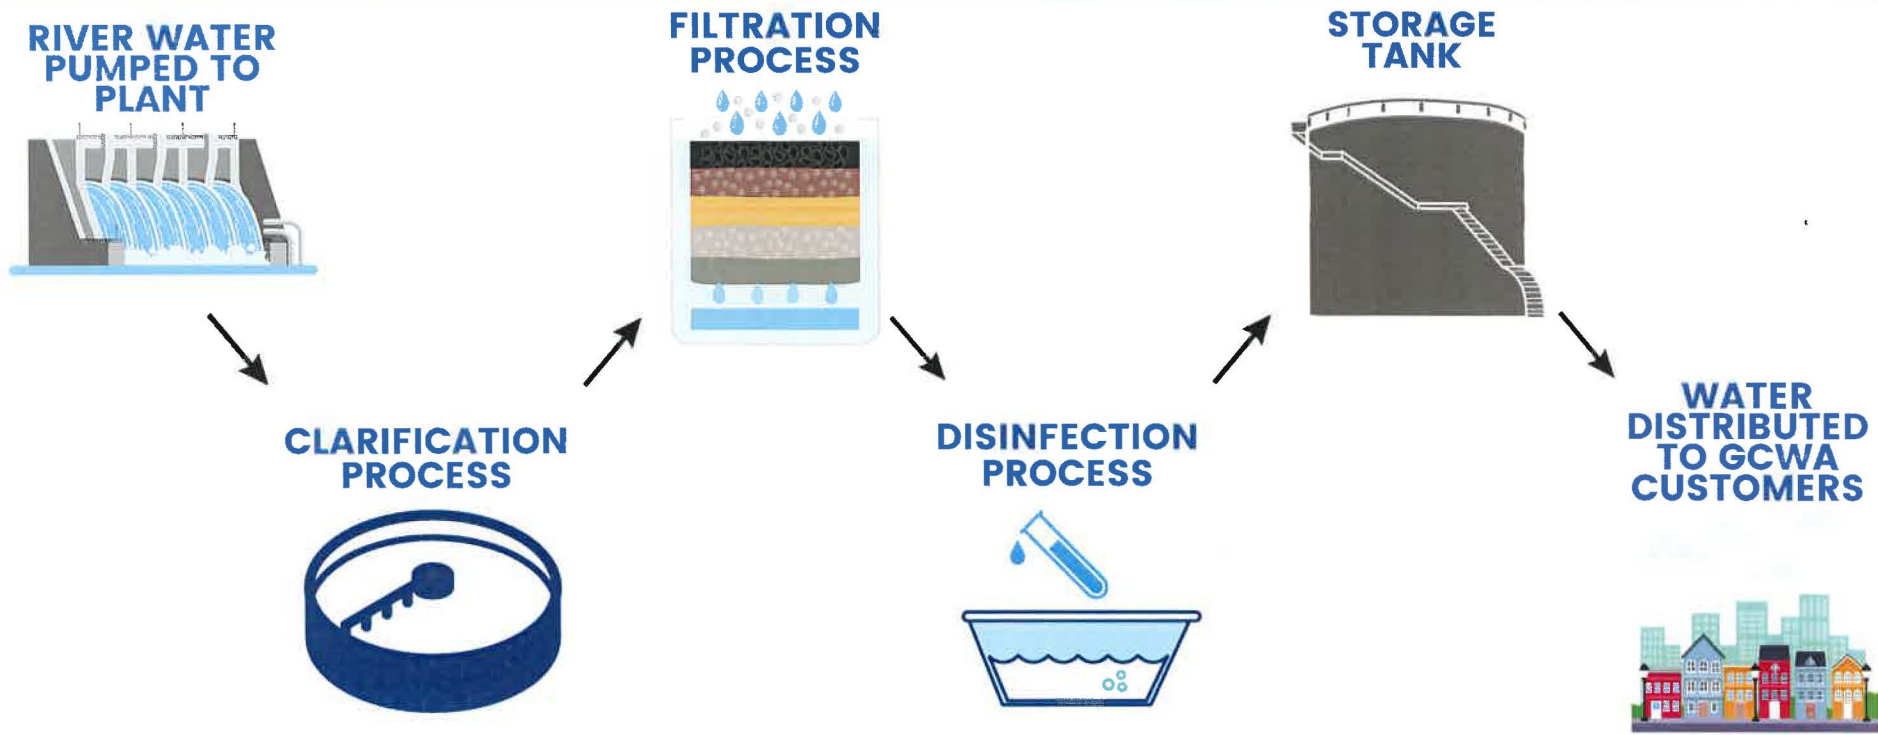 RIVER WATER
PUMPED TO
PLANT
CLARIFICATION
PROCESS
FILTRATION
PROCESS
DISINFECTION
PROCESS
STORAGE
TANK
WATER
DISTRIBUTED
TO GCWA
CUSTOMERS